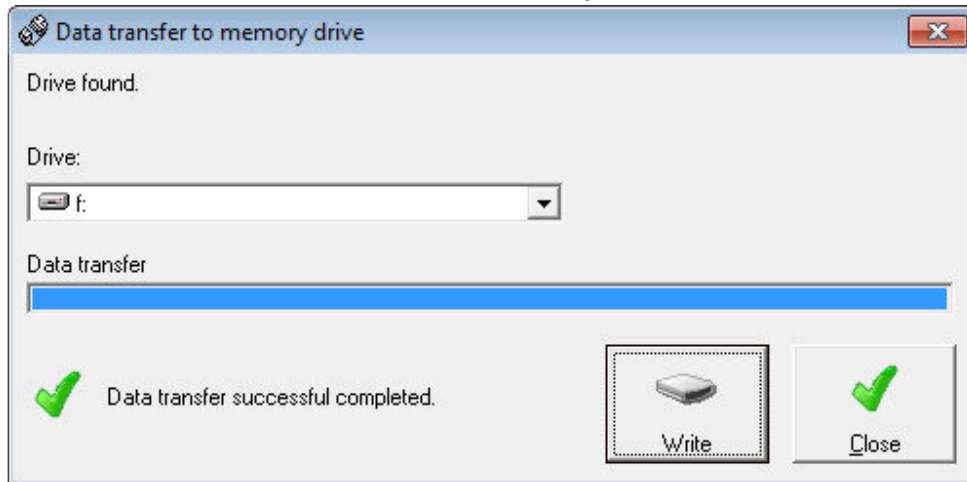 Data transfer to memory drive
Drive found.
Drive:
f:
Data transfer
Data transfer successful completed.
Write
Close